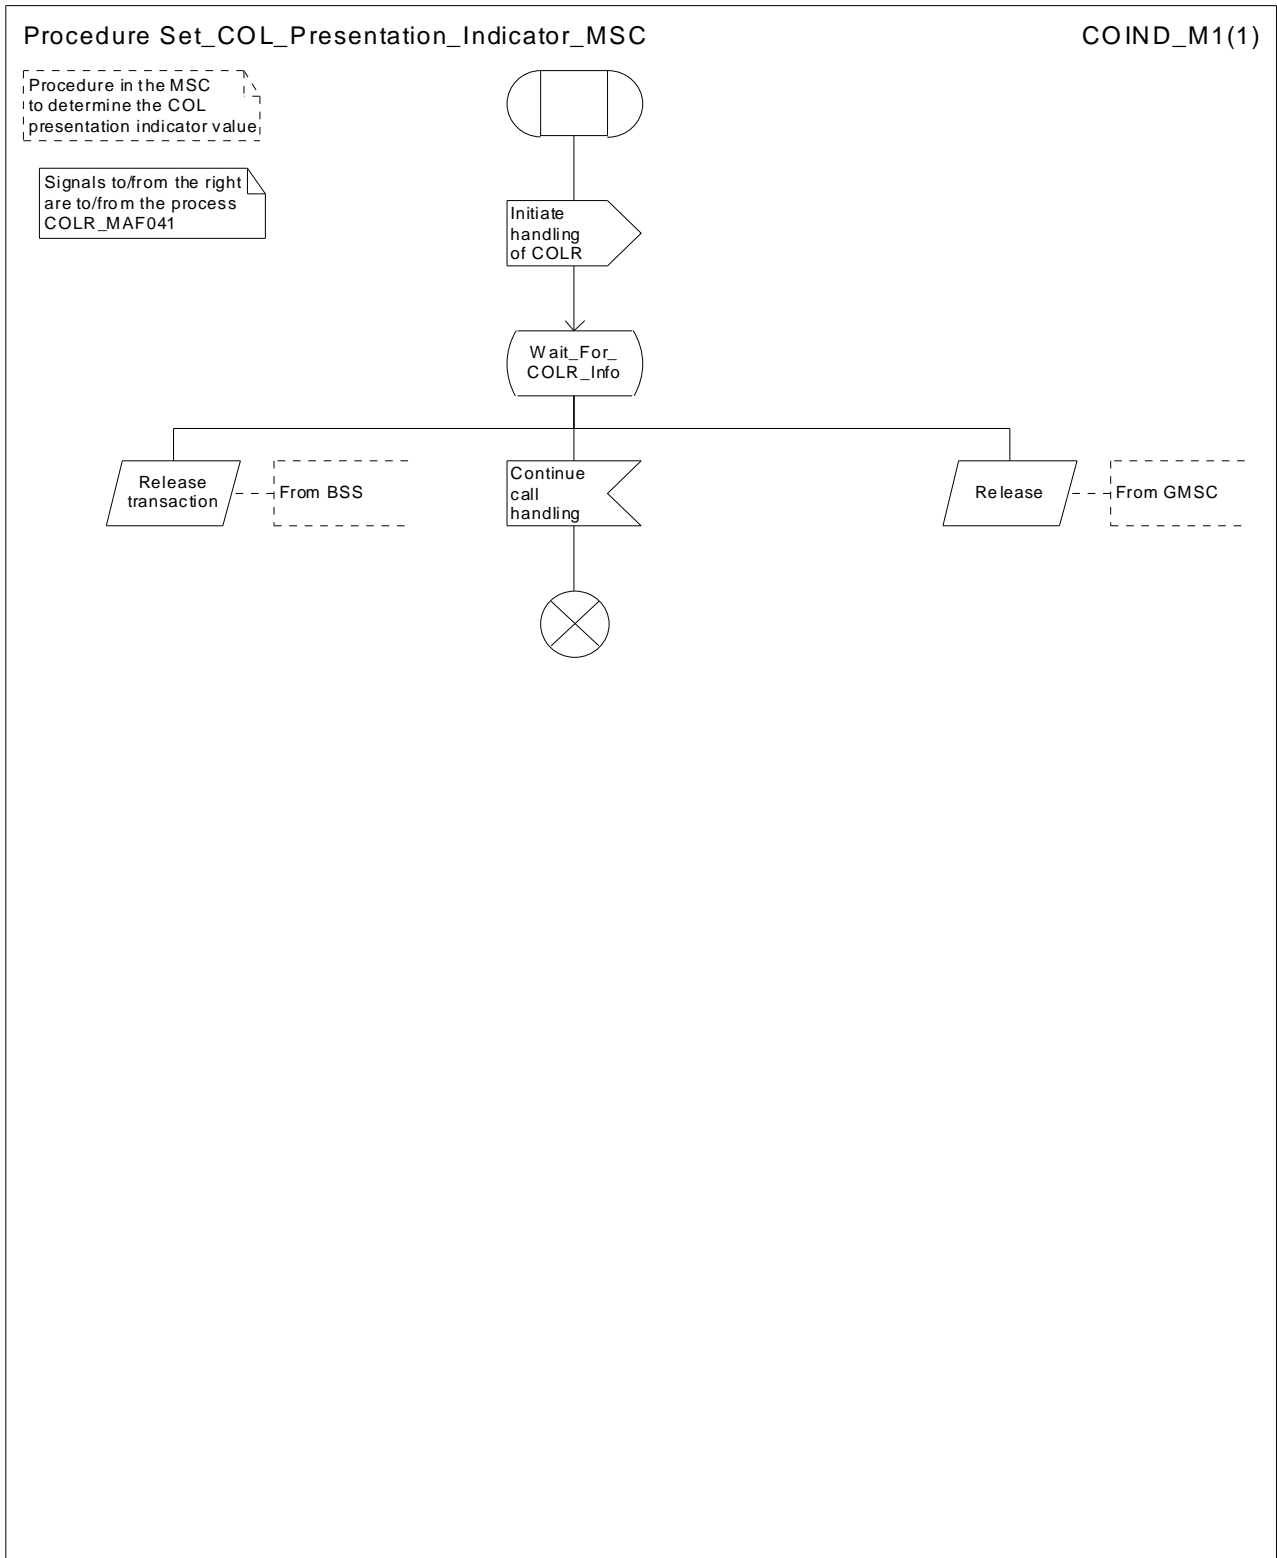 Procedure Set_COL_Presentation_Indicator_MSC
COIND_M1(1)
Procedure in the MSC
to determine the COL
presentation indicator value
Signals to/from the right
are to/from the process
COLR_MAF041
Initiate
handling
of COLR
Wait_For_
COLR_Info
Release
transaction
From BSS
Continue
call
handling
Release
From GMSC